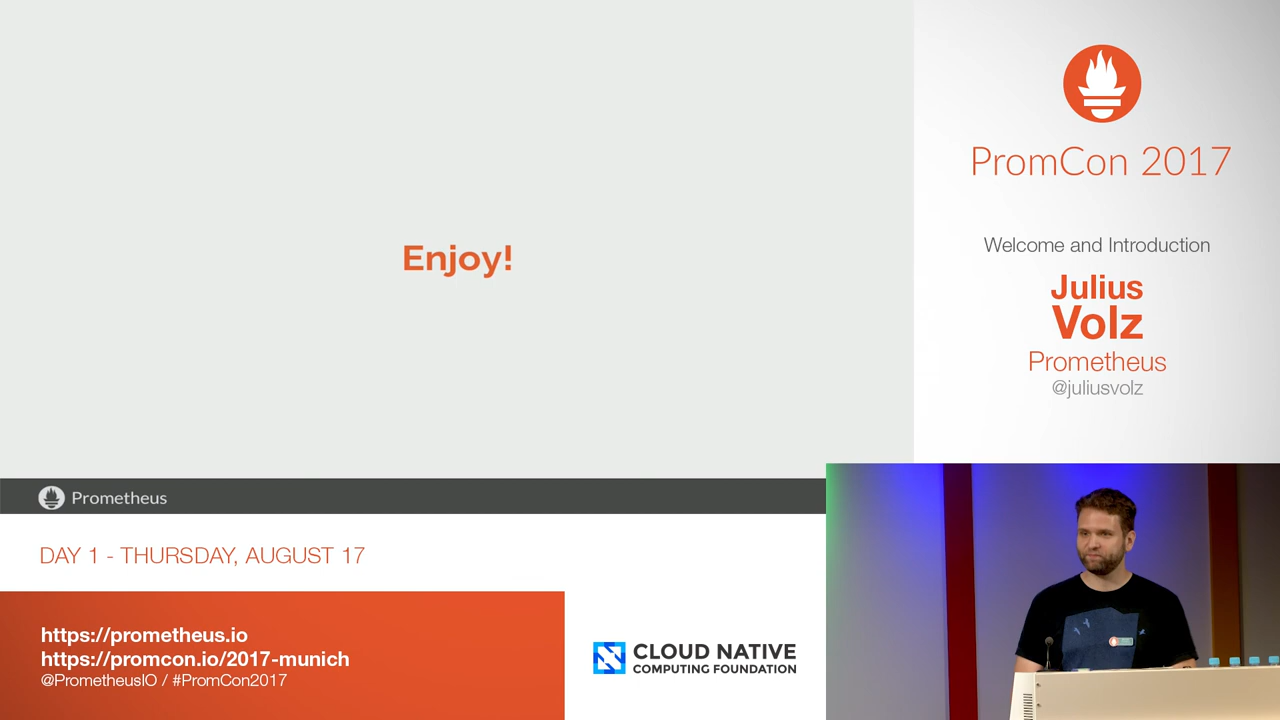 Enjoy!
PromCon 2017
Welcome and Introduction
Julius
Volz
Prometheus
@juliusvolz
Prometheus
DAY 1 - THURSDAY, AUGUST 17
https://prometheus.io
https://promcon.io/2017-munich
@PrometheusIO / #PromCon2017
CLOUD NATIVE
COMPUTING FOUNDATION